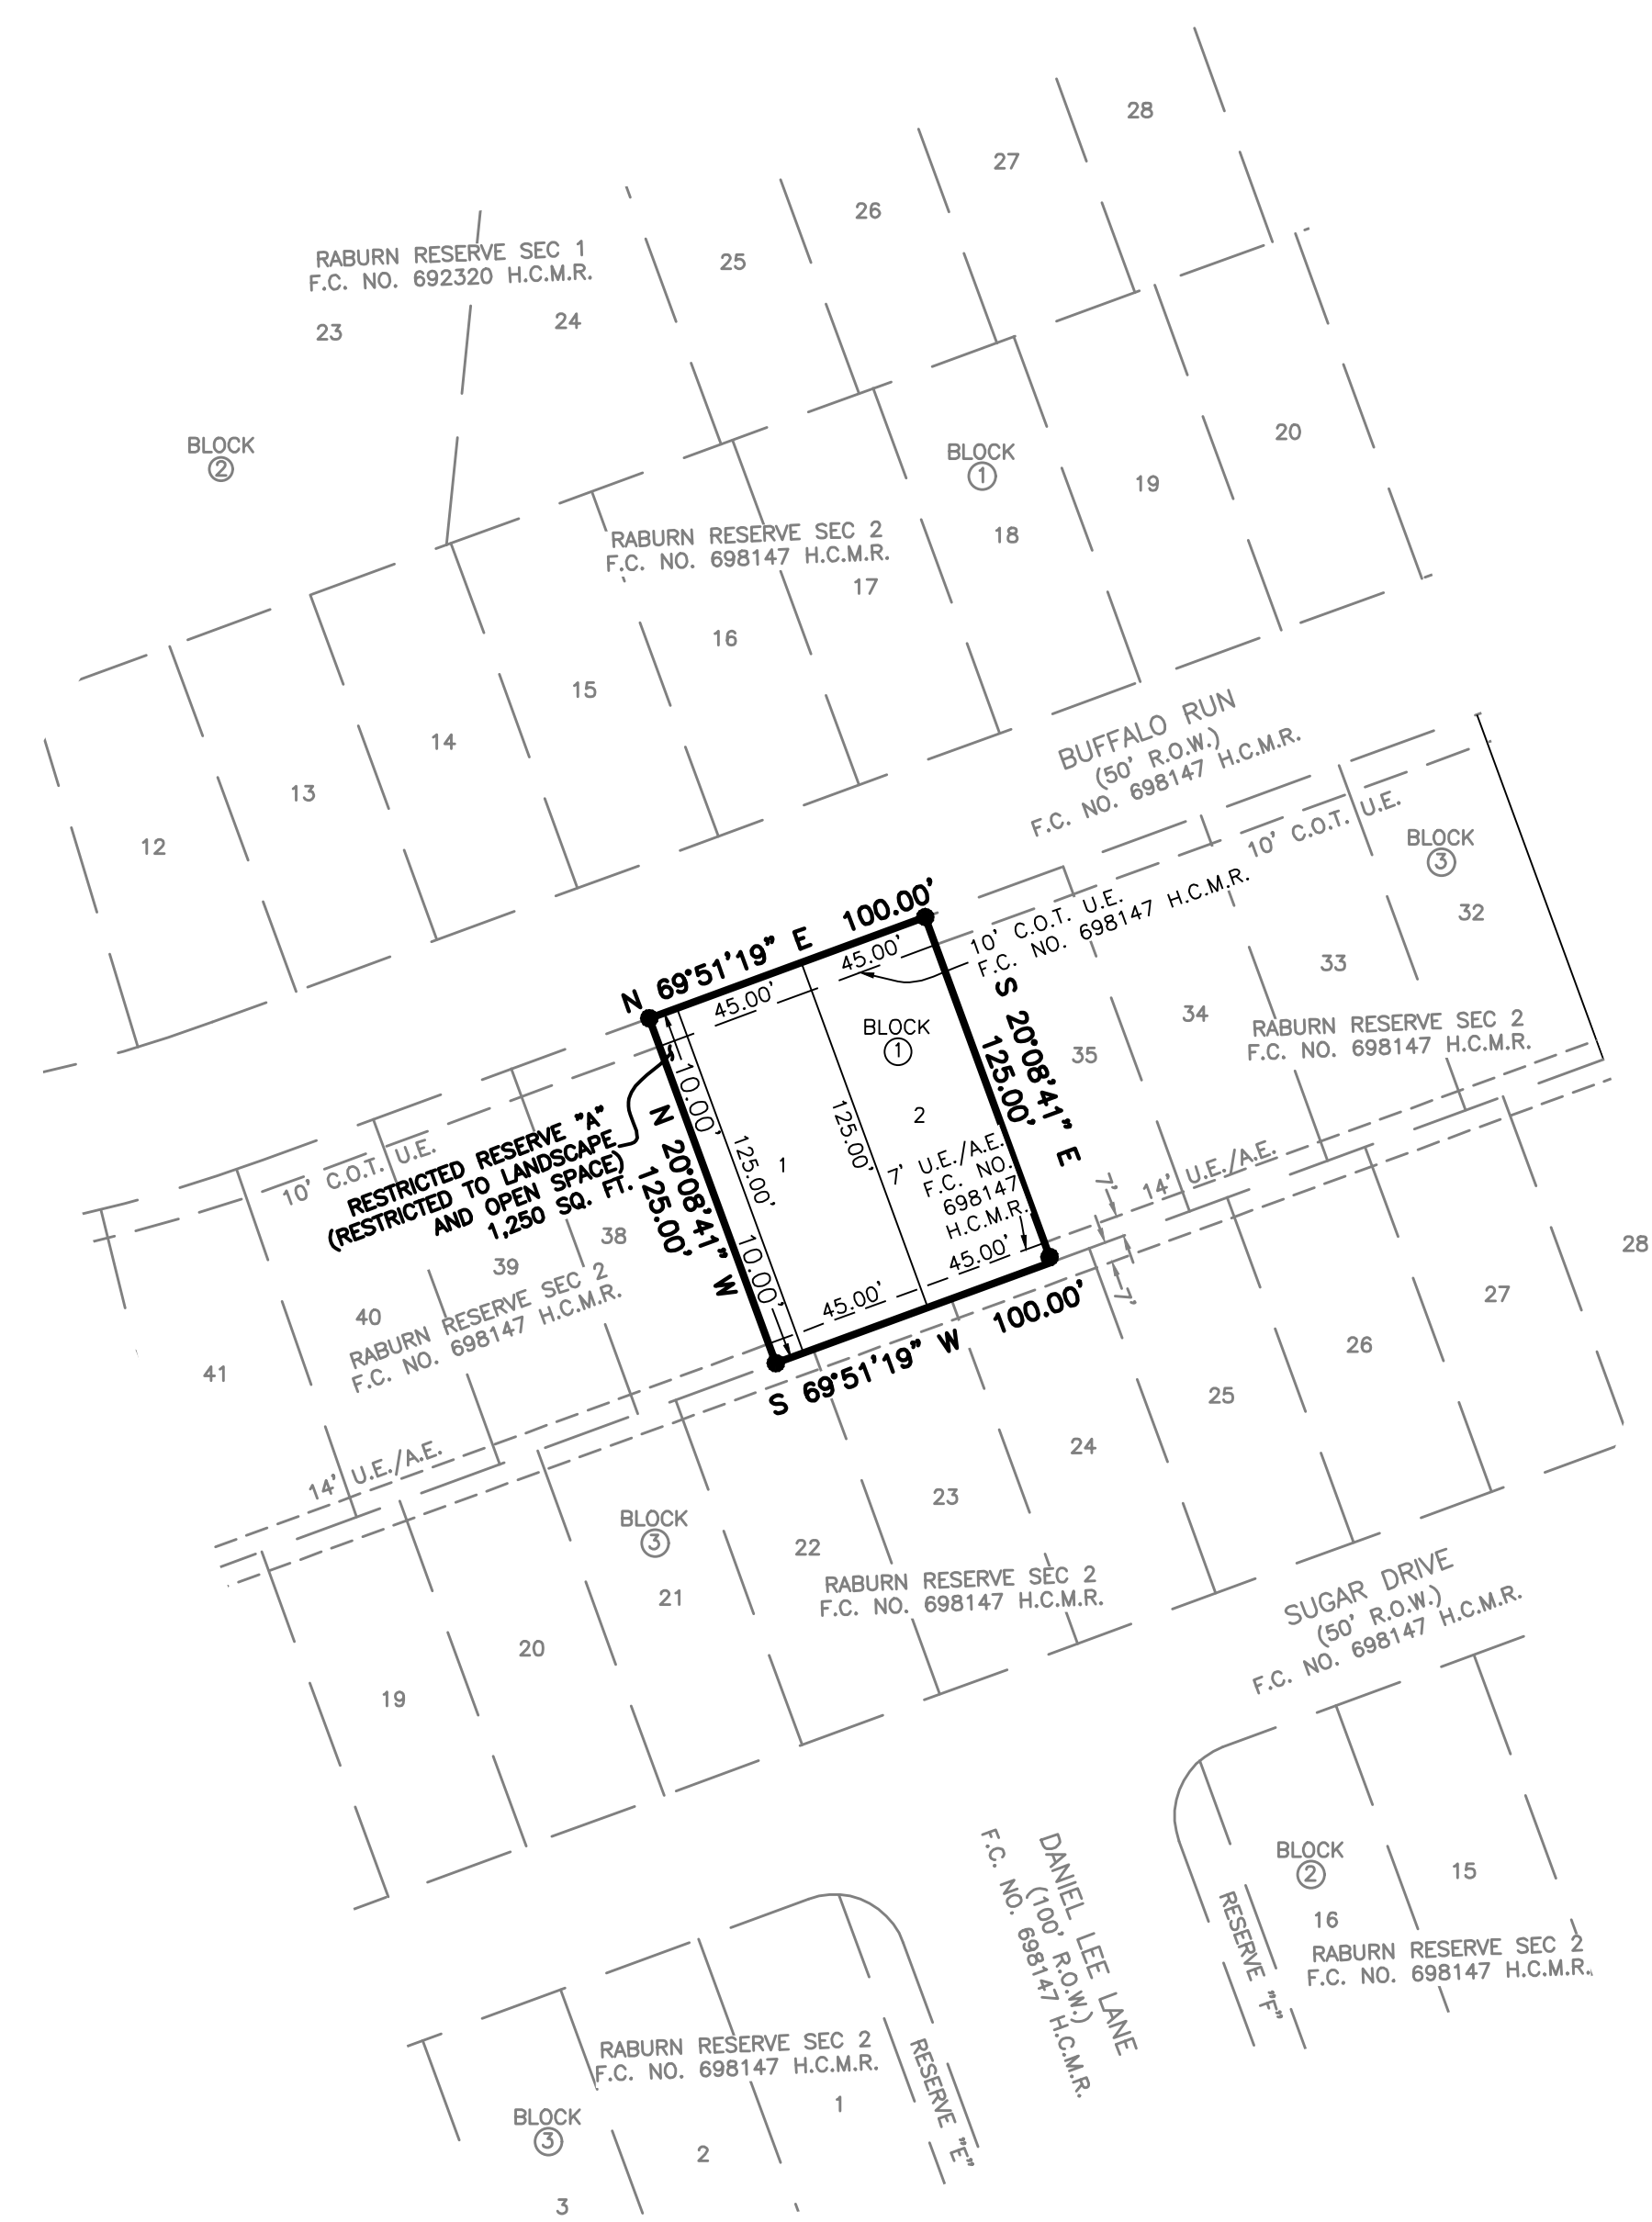 28
27
26
25
RABURN RESERVE SEC 1
F.C. NO. 692320 H.C.M.R.
23
24
BLOCK
2
BLOCK
1
20
19
18
RABURN RESERVE SEC 2
F.C. NO. 698147 H.C.M.R.
17
16
15
14
13
12
BUFFALO RUN
(50' R.O.W.)
F.C. NO. 698147 H.C.M.R.
10' C.O.T. U.E.
BLOCK
3
32
33
34
35
RABURN RESERVE SEC 2
F.C. NO. 698147 H.C.M.R.
N 69°51'19" E 100.00'
10' C.O.T. U.E.
F.C. NO. 698147 H.C.M.R.
45.00'
45.00'
S 20°08'41" E
125.00'
BLOCK
1
2
1
10.00'
125.00'
125.00'
10.00'
7' U.E./A.E.
F.C. NO.
698147
H.C.M.R.
45.00'
45.00'
N 20°08'41" W
125.00'
S 69°51'19" W 100.00'
RESTRICTED RESERVE "A"
(RESTRICTED TO LANDSCAPE
AND OPEN SPACE)
1,250 SQ. FT.
10' C.O.T. U.E.
38
39
40
41
RABURN RESERVE SEC 2
F.C. NO. 698147 H.C.M.R.
14' U.E./A.E.
7'
14' U.E./A.E.
7'
28
27
26
25
24
23
22
BLOCK
3
21
20
19
RABURN RESERVE SEC 2
F.C. NO. 698147 H.C.M.R.
SUGAR DRIVE
(50' R.O.W.)
F.C. NO. 698147 H.C.M.R.
DANIEL LEE LANE
(100' R.O.W.)
F.C. NO. 698147 H.C.M.R.
BLOCK
2
15
16
RESERVE "F"
RABURN RESERVE SEC 2
F.C. NO. 698147 H.C.M.R.
RABURN RESERVE SEC 2
F.C. NO. 698147 H.C.M.R.
RESERVE "E"
1
2
BLOCK
3
3